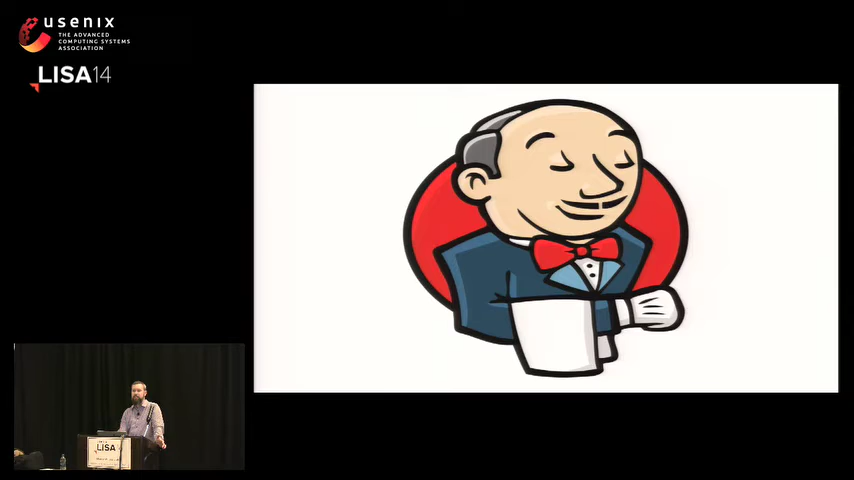 usenix
THE ADVANCED
COMPUTING SYSTEMS
ASSOCIATION
LISA14
LISA